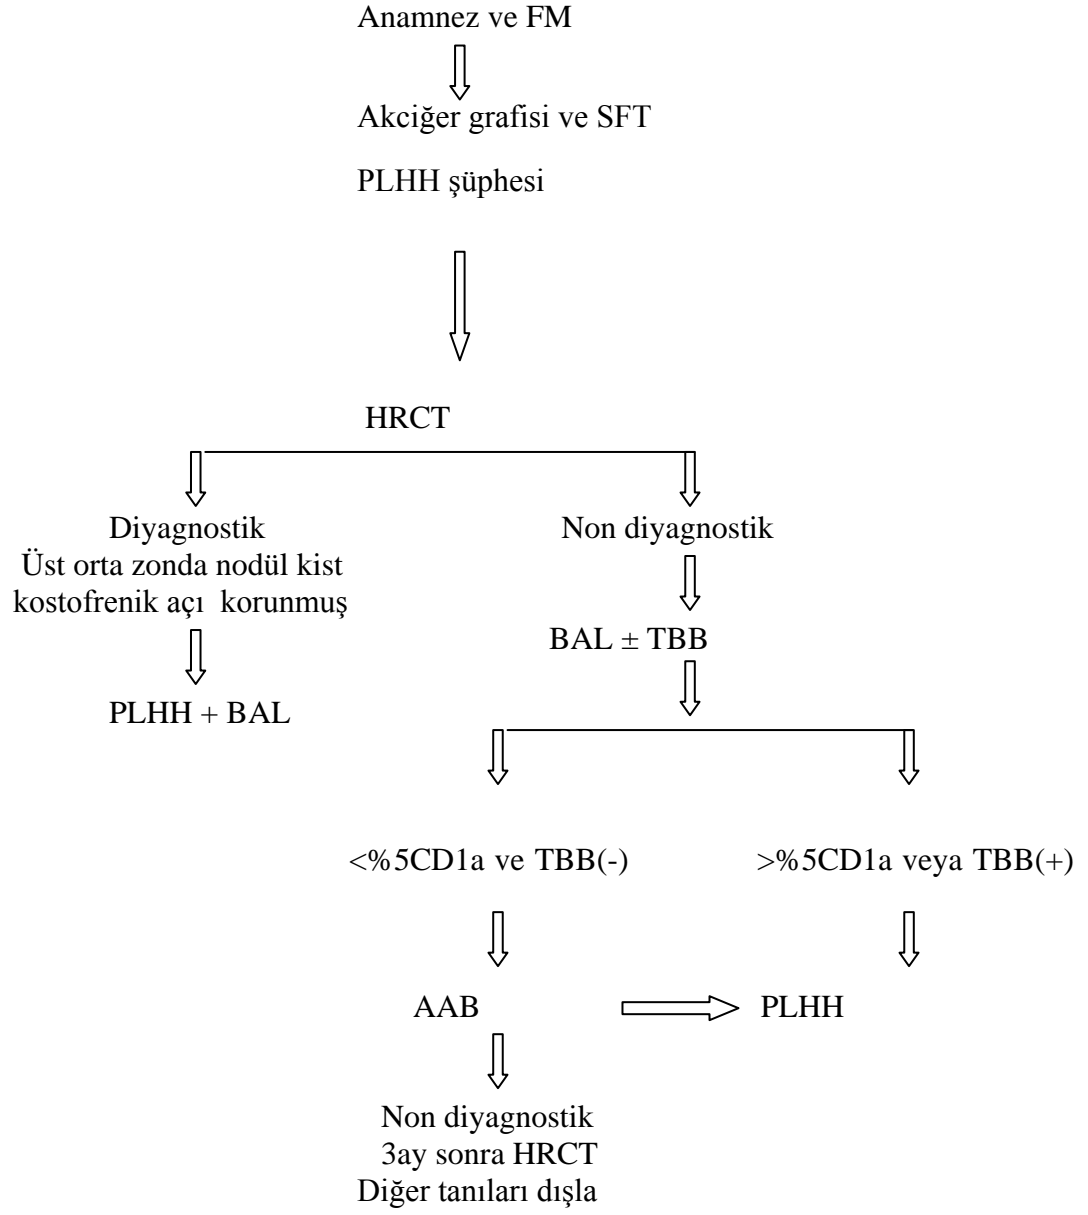 Anamnez ve FM
Akciğer grafisi ve SFT
PLHH şüphesi
HRCT
Diyagnostik
Üst orta zonda nodül kist
kostofrenik açı korunmuş
PLHH + BAL
Non diyagnostik
BAL ± TBB
<%5CD1a ve TBB(-)
>%5CD1a veya TBB(+)
AAB
PLHH
Non diyagnostik
3ay sonra HRCT
Diğer tanıları dışla